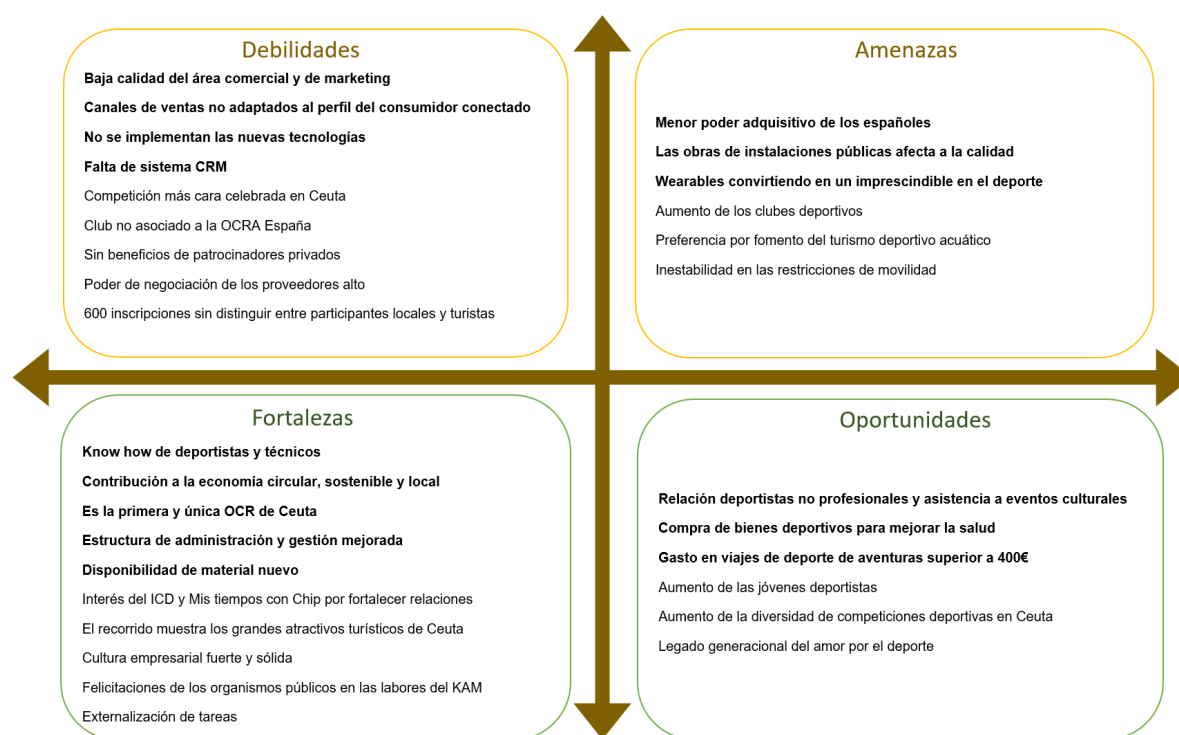 Debilidades
Baja calidad del área comercial y de marketing
Canales de ventas no adaptados al perfil del consumidor conectado
No se implementan las nuevas tecnologías
Falta de sistema CRM
Competición más cara celebrada en Ceuta
Club no asociado a la OCRA España
Sin beneficios de patrocinadores privados
Poder de negociación de los proveedores alto
600 inscripciones sin distinguir entre participantes locales y turistas
Amenazas
Menor poder adquisitivo de los españoles
Las obras de instalaciones públicas afecta a la calidad
Wearables convirtiendo en un imprescindible en el deporte
Aumento de los clubes deportivos
Preferencia por fomento del turismo deportivo acuático
Inestabilidad en las restricciones de movilidad
Fortalezas
Know how de deportistas y técnicos
Contribución a la economía circular, sostenible y local
Es la primera y única OCR de Ceuta
Estructura de administración y gestión mejorada
Disponibilidad de material nuevo
Interés del ICD y Mis tiempos con Chip por fortalecer relaciones
El recorrido muestra los grandes atractivos turísticos de Ceuta
Cultura empresarial fuerte y sólida
Felicitaciones de los organismos públicos en las labores del KAM
Externalización de tareas
Oportunidades
Relación deportistas no profesionales y asistencia a eventos culturales
Compra de bienes deportivos para mejorar la salud
Gasto en viajes de deporte de aventuras superior a 400€
Aumento de las jóvenes deportistas
Aumento de la diversidad de competiciones deportivas en Ceuta
Legado generacional del amor por el deporte